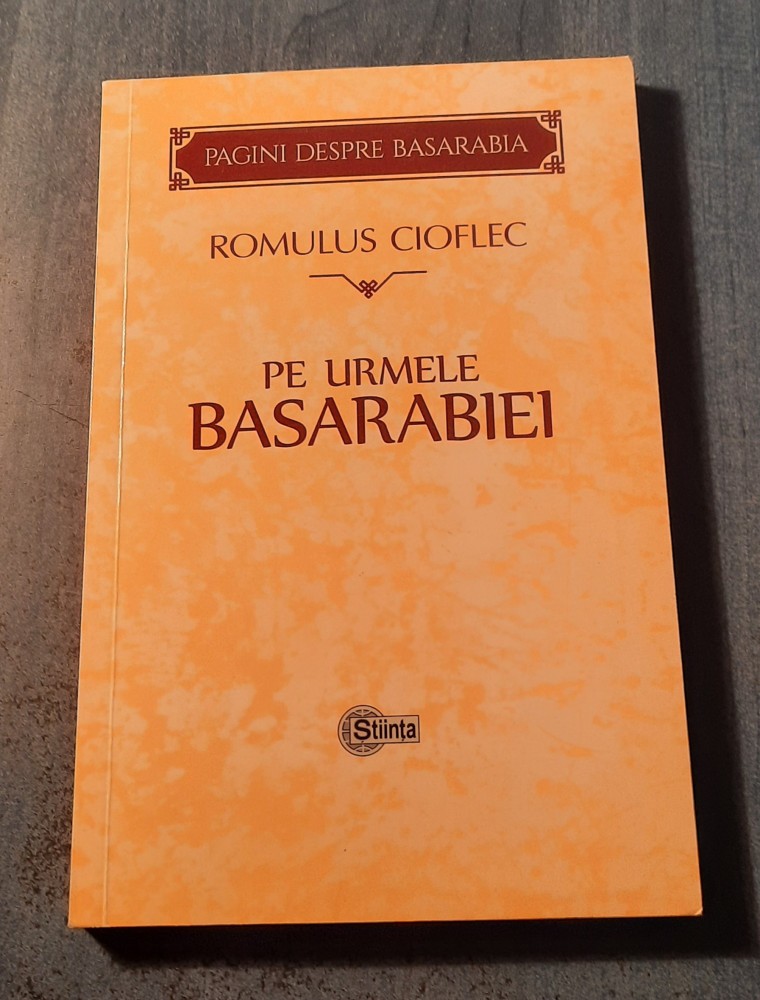 PAGINI DESPRE BASARABIA
ROMULUS CIOFLEC
PE URMELE
BASARABIEI
Știința